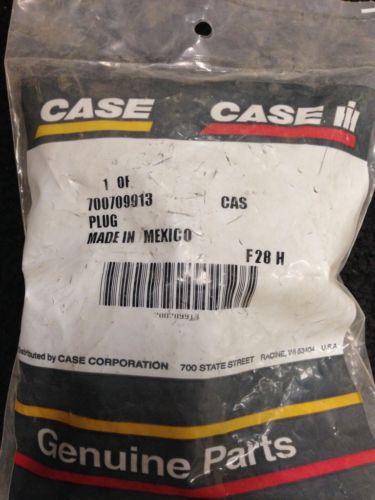 CASE CASE IH
1 OF
700709913 CAS
PLUG
MADE IN MEXICO
F28 H
distributed by CASE CORPORATION 700 STATE STREET RACINE, WI 53404 U.S.A.
Genuine Parts